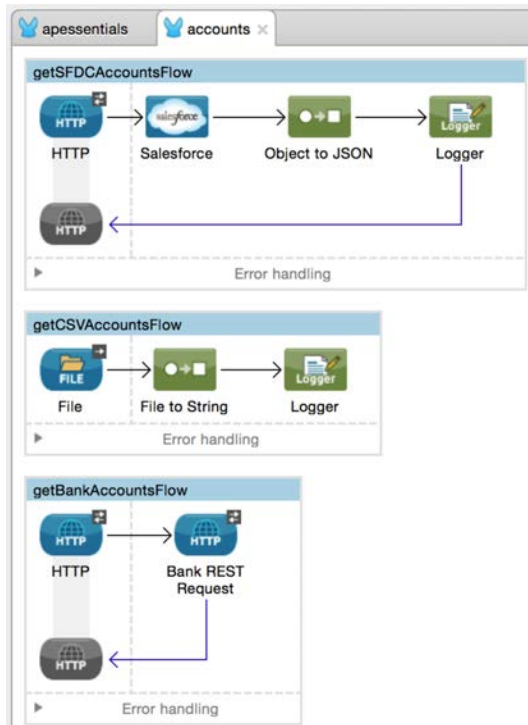 apessentials
accounts
getSFDCAccountsFlow
HTTP
salesforce
Logger
HTTP
Salesforce
Object to JSON
Logger
HTTP
Error handling
getCSVAccountsFlow
FILE
Logger
File
File to String
Logger
Error handling
getBankAccountsFlow
HTTP
HTTP
HTTP
Bank REST
Request
HTTP
Error handling